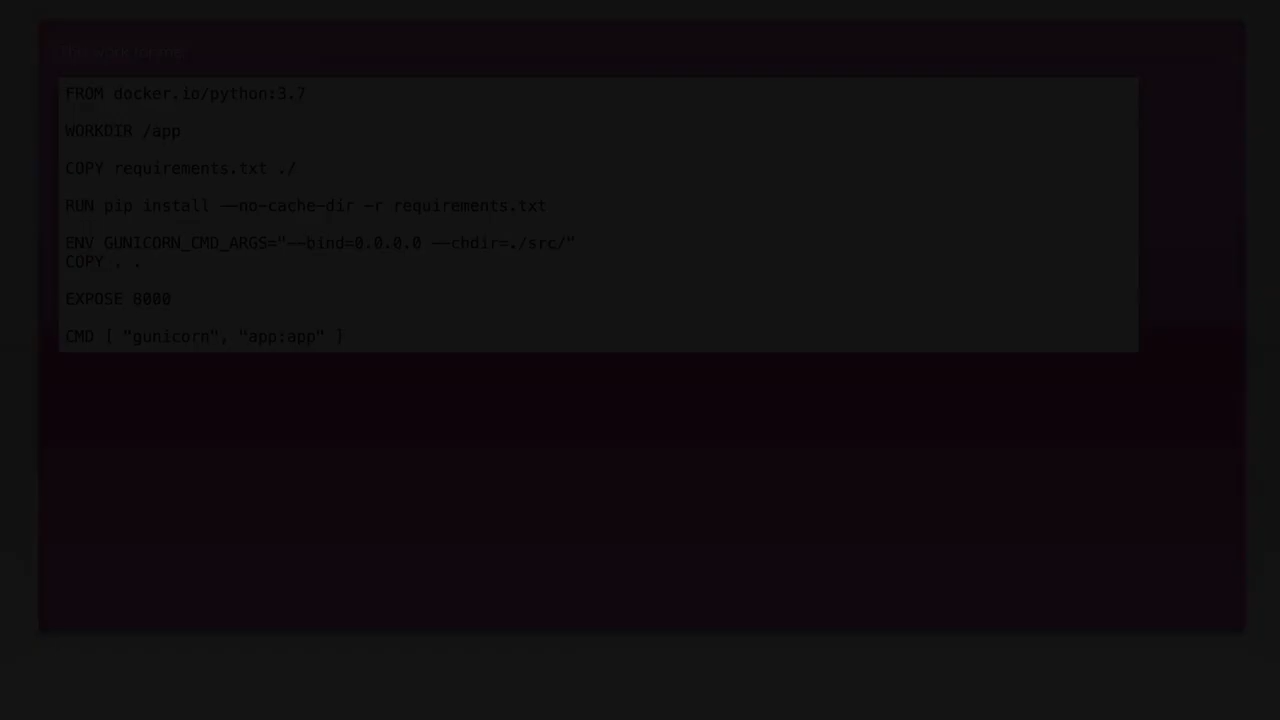 FROM docker.io/python:3.7
WORKDIR /app
COPY requirements.txt ./
RUN pip install --no-cache-dir -r requirements.txt
ENV GUNICORN_CMD_ARGS="--bind=0.0.0.0 --chdir=./src/"
COPY . .
EXPOSE 8000
CMD [ "gunicorn", "app:app" ]